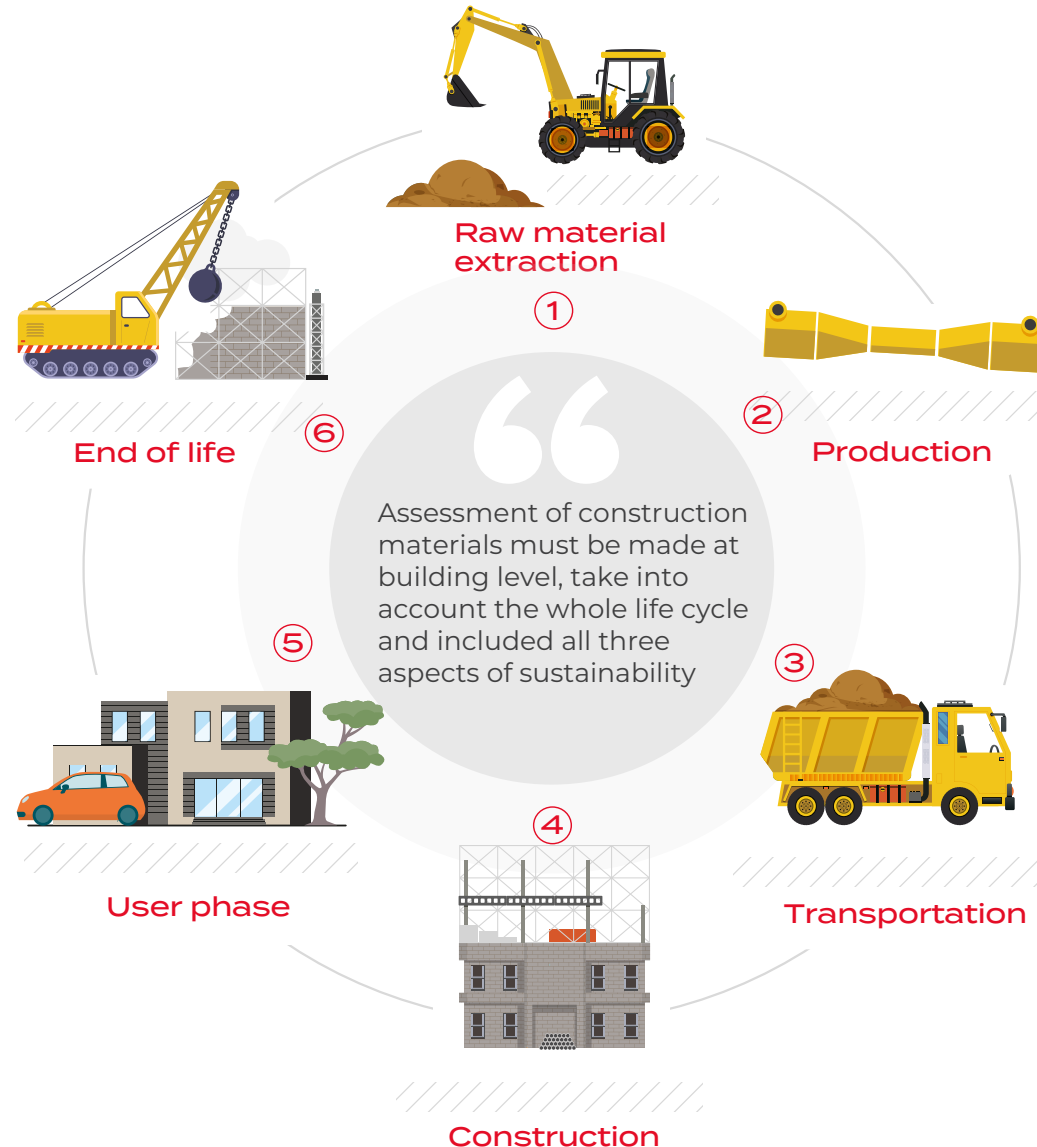 Raw material
extraction
1
2
Production
3
Transportation
4
Construction
5
User phase
6
End of life
“
Assessment of construction
materials must be made at
building level, take into
account the whole life cycle
and included all three
aspects of sustainability